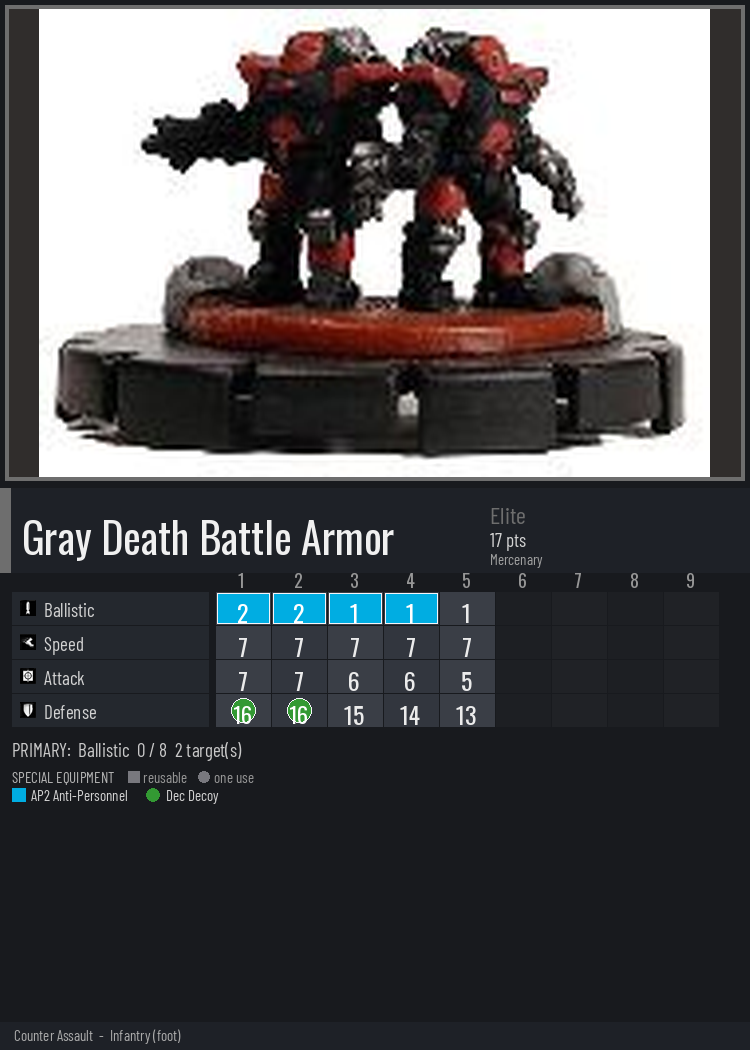 Gray Death Battle Armor
Elite
17 pts
Mercenary
1 2 3 4 5 6 7 8 9
Ballistic 2 2 1 1 1
Speed 7 7 7 7 7
Attack 7 7 6 6 5
Defense 16 16 15 14 13
PRIMARY: Ballistic 0 / 8 2 target(s)
SPECIAL EQUIPMENT reusable one use
AP2 Anti-Personnel Dec Decoy
Counter Assault - Infantry (foot)